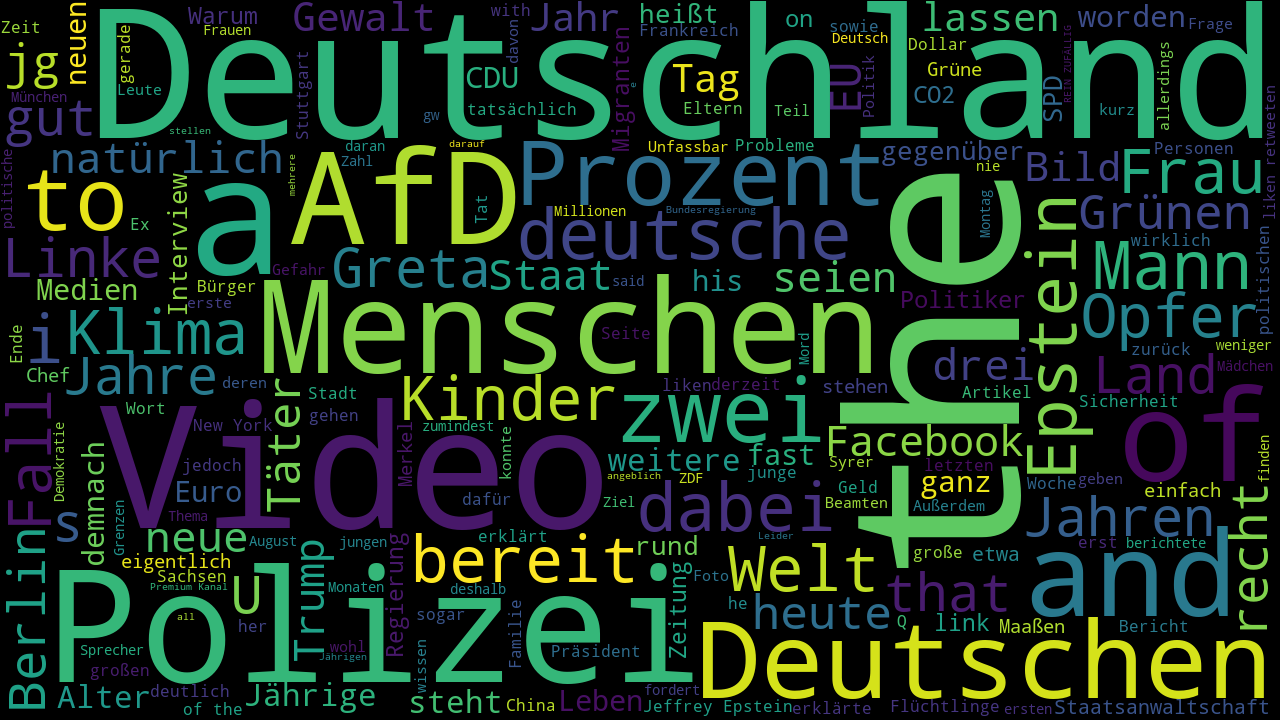 Zeit
jg
neuen
gerade
Deutschland
Warum
Frauen
Gewalt
with
davon
Jahr
heißt
Frankreich
on
sowie
Deutsch
lassen
Dollar
Grüne
worden
Frage
München
Leute
gut
stellen
Stuttgart
CDU
tatsächlich
gw
Migranten
e
Tag
Eltern
Teil
EU
Politik
CO2
SPD
REIN ZUFÄLLIG
kurz
allerdings
liken retweeten
politische
natürlich
daran
Zahl
mehrere
darauf
AfD
Prozent
Unfassbar
Probleme
gegenüber
nie
Bild
Personen
Frau
to
Ex
Interview
a
Tat
Millionen
Bundesregierung
deutsche
Montag
Grünen
wirklich
politischen
Linke
Medien
Bürger
erste
Gefahr
Greta
Staat
said
his
seien
Politiker
the
Epstein
Mann
Opfer
zurück
weniger
Mädchen
Ende
i
Klima
Chef
Jahre
deren
Menschen
Seite
Mord
drei
Artikel
Land
Sicherheit
of
Fall
Wort
New York
Stadt
gehen
Täter
Merkel
Kinder
zumindest
konnte
liken
derzeit
zwei
stehen
Facebook
Demokratie
demnach
Video
jedoch
Euro
Thema
dafür
angeblich
Ziel
weitere
ZDF
fast
junge
Syrer
Geld
Beamten
letzten
ganz
Außerdem
Woche
geben
einfach
finden
s
Grenzen
neue
August
jungen
erklärt
dabei
rund
Leider
große
etwa
Jahren
erst
berichtete
recht
Berlin
eigentlich
Sachsen
Premium Kanal
U
Trump
Monaten
Regierung
bereit
deshalb
Zeitung
Foto
Welt
he
heute
that
and
Polizei
all
her
Sprecher
großen
wohl
Jährigen
sogar
wissen
Familie
Präsident
Q
link
Maaßen
Bericht
Deutschen
Alter
deutlich
of the
Jährige
steht
China
Leben
fordert
Jeffrey Epstein
erklärte
Flüchtlinge
ersten
Staatsanwaltschaft